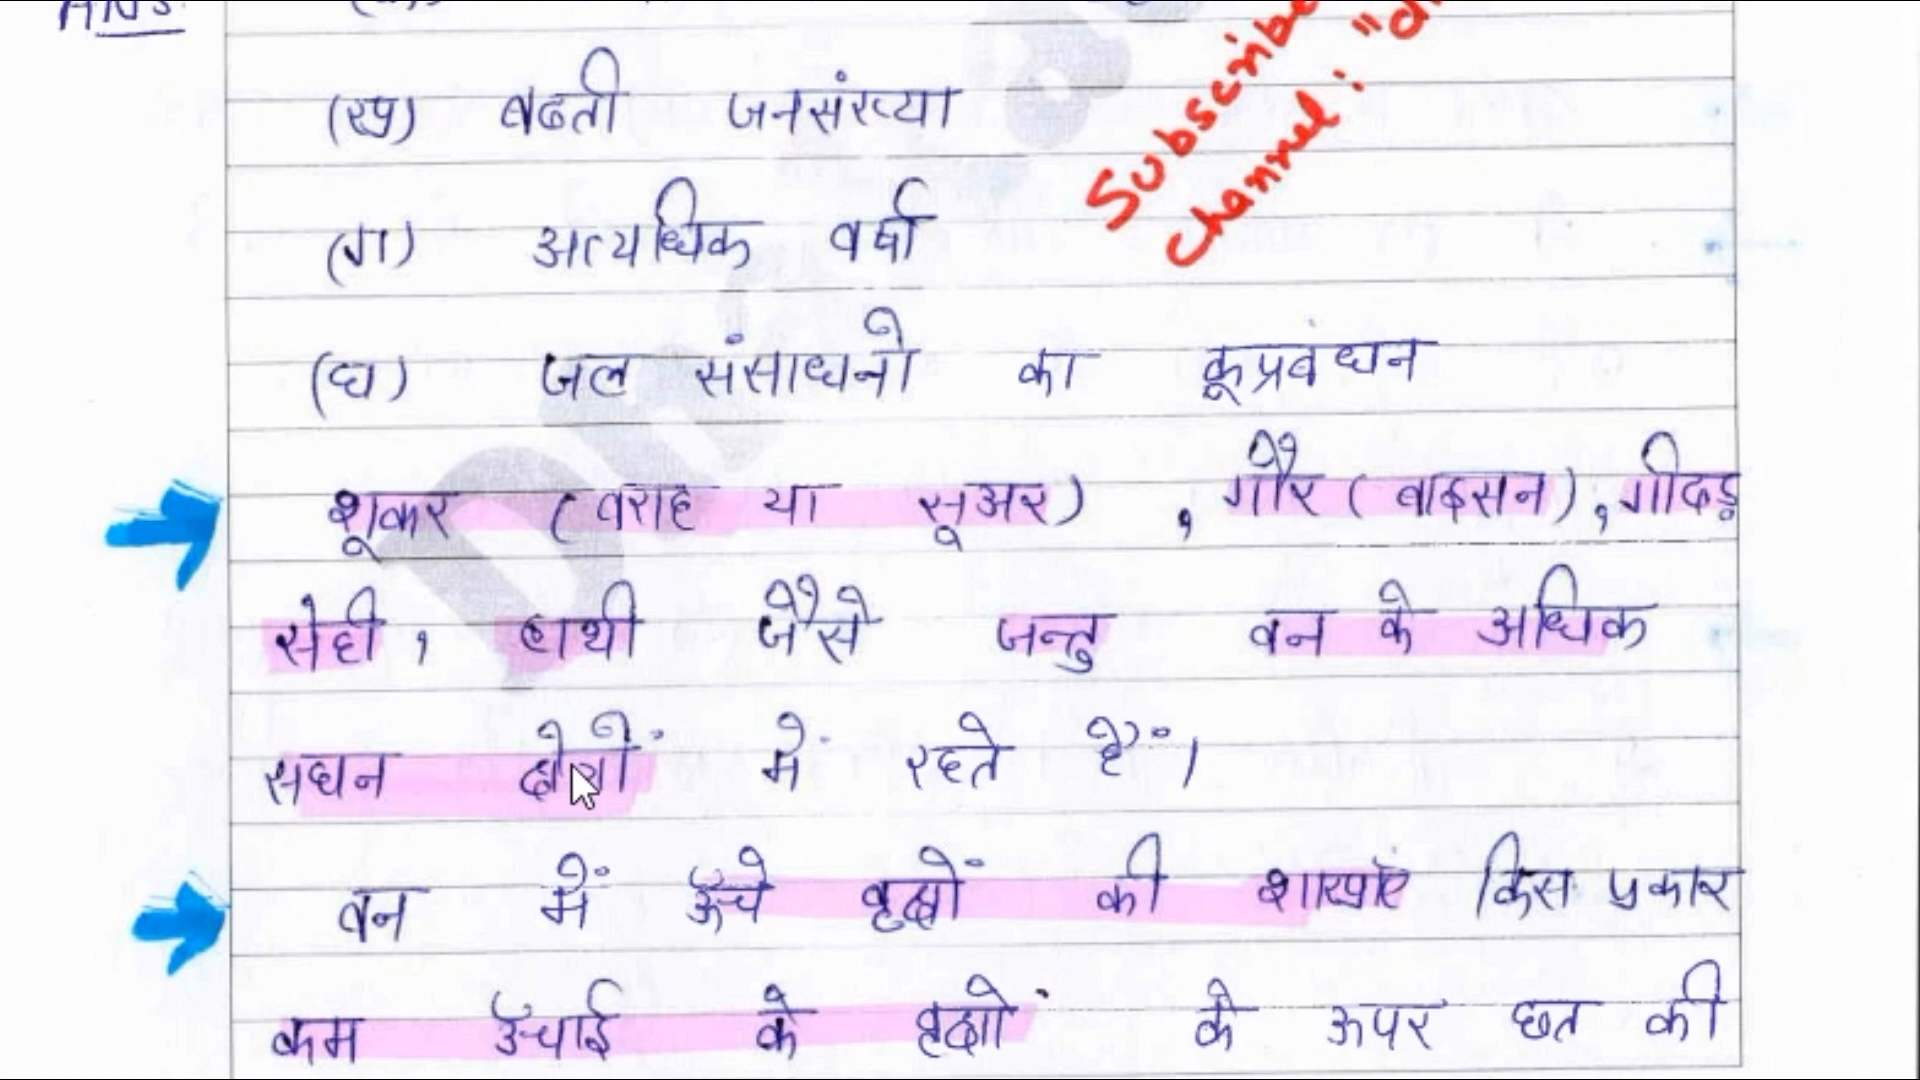 ANS
(ख) बढती जनसंख्या
(ग) अत्यधिक वर्षा
(घ) जल संसाधनो का कूप्रबंधन
शूकर (वराह या सूअर) , गौर (बाइसन), गीदड़
सेही, हाथी जैसे जन्तु वन के अधिक
सघन क्षेत्रों में रहते हैं।
वन में ऊँचे वृक्षों की शाखाएं किस प्रकार
कम ऊँचाई के वृक्षों के ऊपर छत की
Subscribe
channel: "